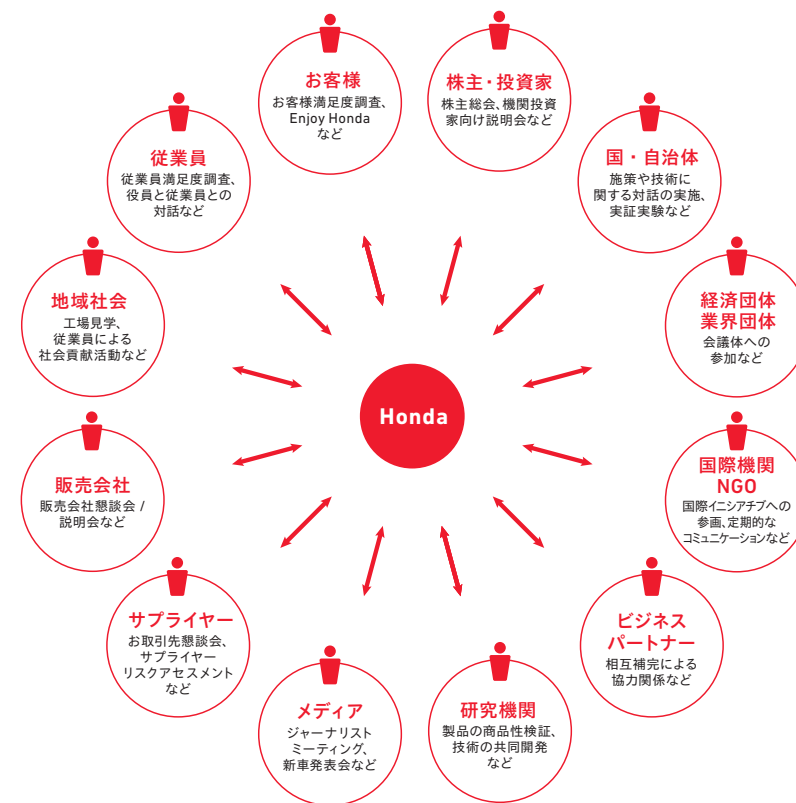 お客様
お客様満足度調査、
Enjoy Honda
など
株主・投資家
株主総会、機関投資
家向け説明会など
国・自治体
施策や技術に
関する対話の実施、
実証実験など
経済団体
業界団体
会議体への
参加など
国際機関
NGO
国際イニシアチブへの
参画、定期的な
コミュニケーションなど
ビジネス
パートナー
相互補完による
協力関係など
研究機関
製品の商品性検証、
技術の共同開発
など
メディア
ジャーナリスト
ミーティング、
新車発表会など
サプライヤー
お取引先懇談会、
サプライヤー
リスクアセスメント
など
販売会社
販売会社懇談会 /
説明会など
地域社会
工場見学、
従業員による
社会貢献活動など
従業員
従業員満足度調査、
役員と従業員との
対話など
Honda